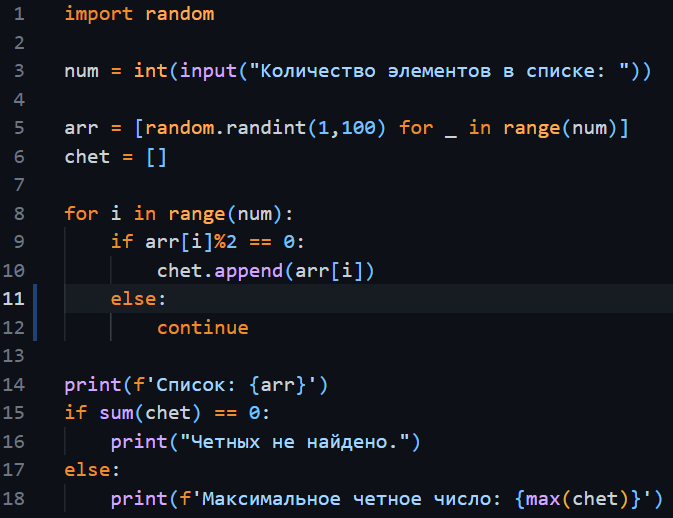 1 import random
2
3 num = int(input("Количество элементов в списке: "))
4
5 arr = [random.randint(1,100) for _ in range(num)]
6 chet = []
7
8 for i in range(num):
9     if arr[i]%2 == 0:
10         chet.append(arr[i])
11     else:
12         continue
13
14 print(f'Список: {arr}')
15 if sum(chet) == 0:
16     print("Четных не найдено.")
17 else:
18     print(f'Максимальное четное число: {max(chet)}')